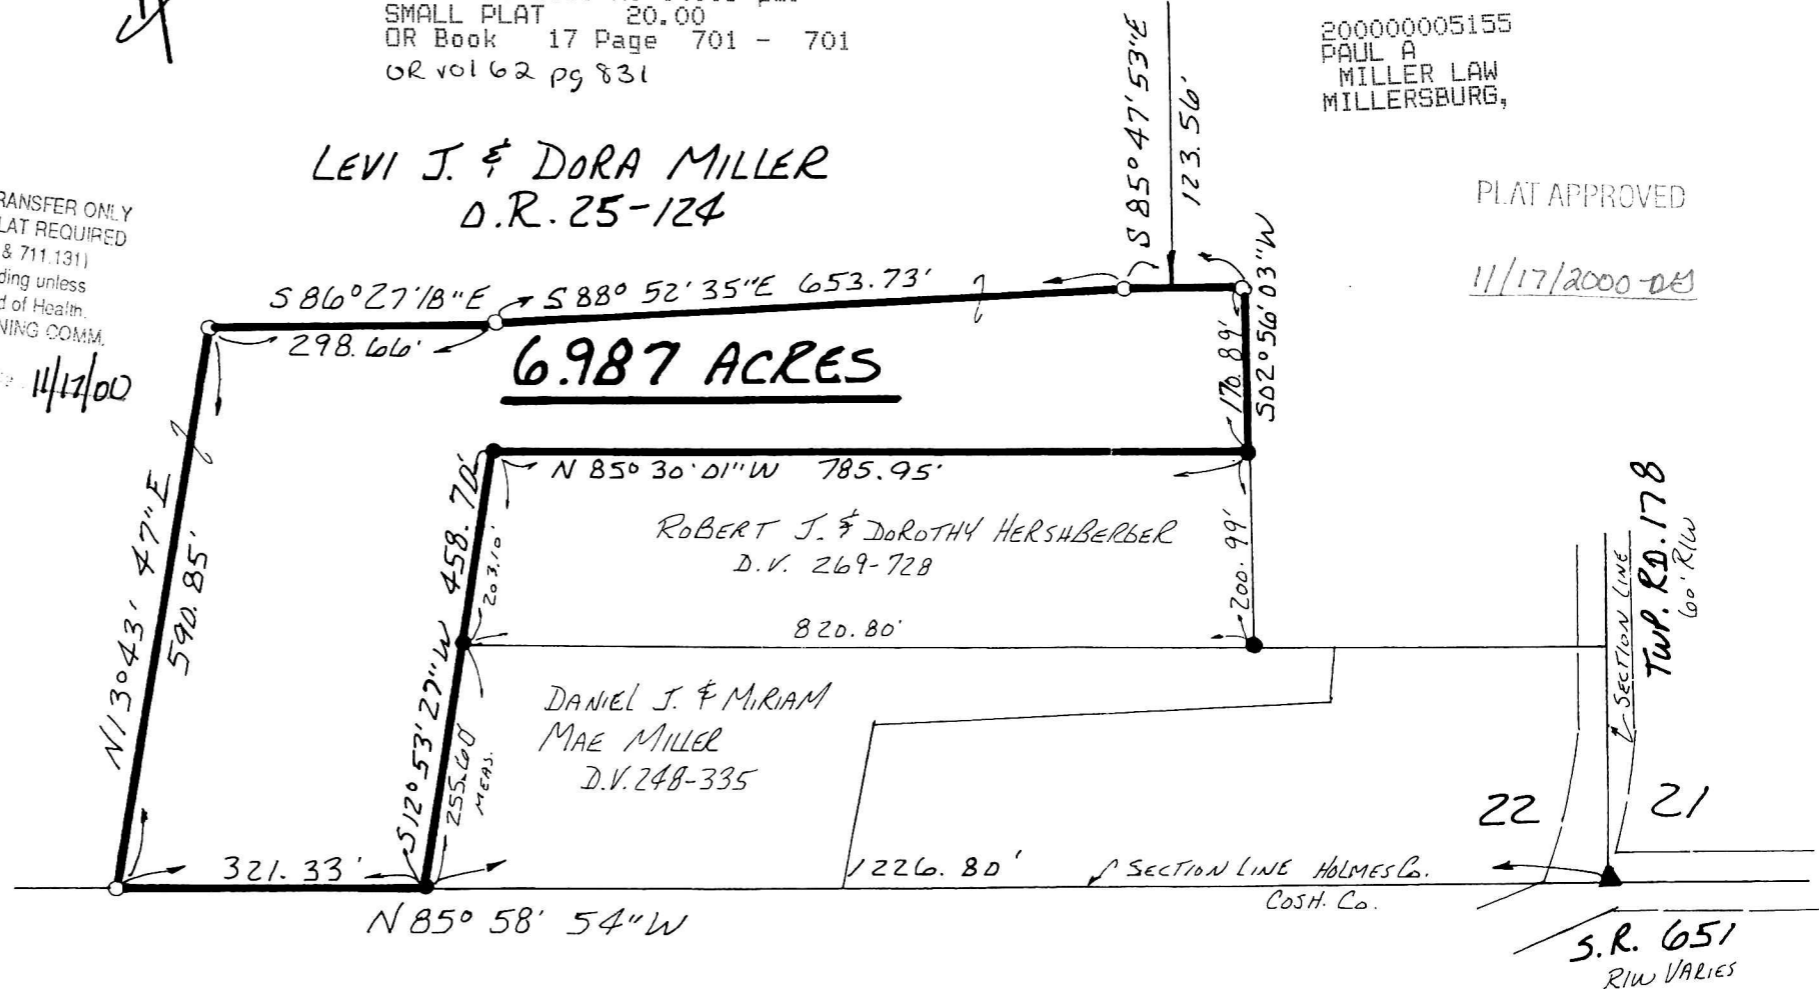 SMALL PLAT 20.00
OR Book 17 Page 701 - 701
OR vol 62 pg 831
200000005155
PAUL A
MILLER LAW
MILLERSBURG,
LEVI J. & DORA MILLER
D.R. 25-124
RANSFER ONLY
LAT REQUIRED
& 711.131)
ding unless
d of Health.
NING COMM.
11/17/00
PLAT APPROVED
11/17/2000
S 85° 47' 53" E
123.56'
S 86° 27' 18" E
298.66'
S 88° 52' 35" E 653.73'
6.987 ACRES
170.89'
S 02° 56' 03" W
N 85° 30' 01" W 785.95'
N 13° 43' 47" E
590.85'
S 12° 53' 27" W 458.70'
203.10'
ROBERT J. & DOROTHY HERSHBERGER
D.V. 269-728
200.99'
820.80'
255.60
MEAS.
DANIEL J. & MIRIAM
MAE MILLER
D.V. 248-335
SECTION LINE
TWP. RD. 178
60' R/W
22
21
321.33'
1226.80'
SECTION LINE HOLMES Co.
COSH. Co.
N 85° 58' 54" W
S.R. 651
R/W VARIES